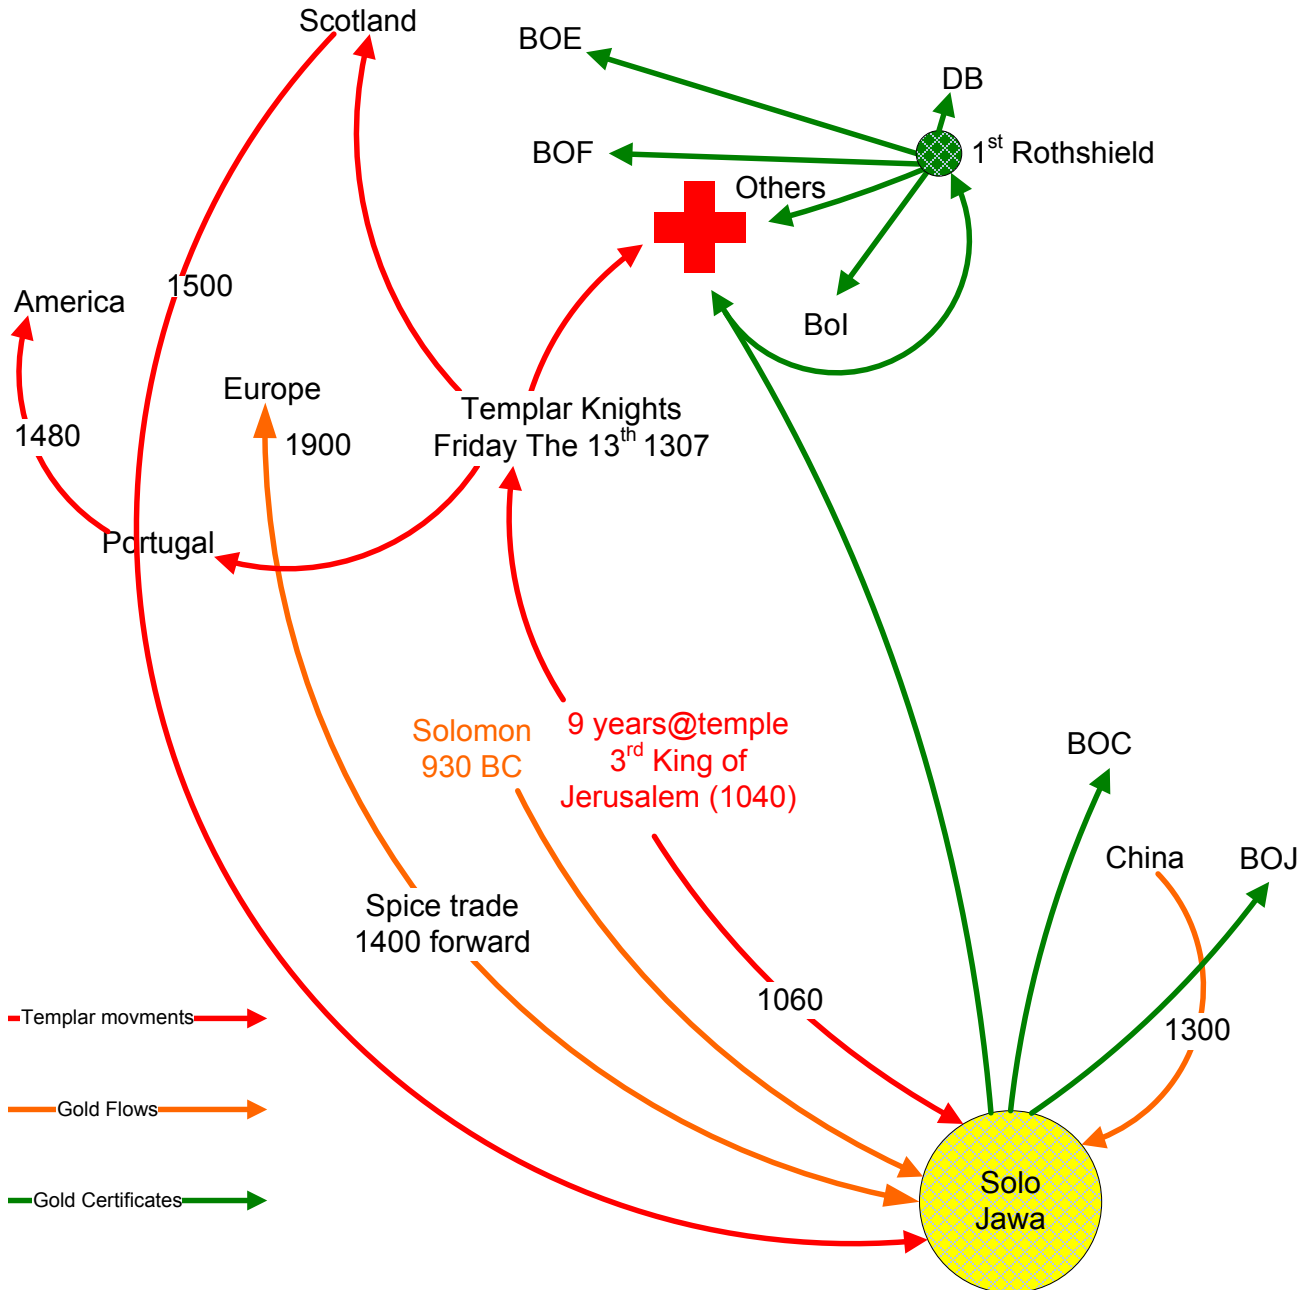 Scotland
BOE
DB
BOF
1st Rothshield
Others
1500
America
BoI
Europe
Templar Knights
Friday The 13th 1307
1480
1900
Portugal
Solomon
930 BC
9 years@temple
3rd King of
Jerusalem (1040)
BOC
China
BOJ
Spice trade
1400 forward
1060
Templar movments
1300
Gold Flows
Solo
Jawa
Gold Certificates